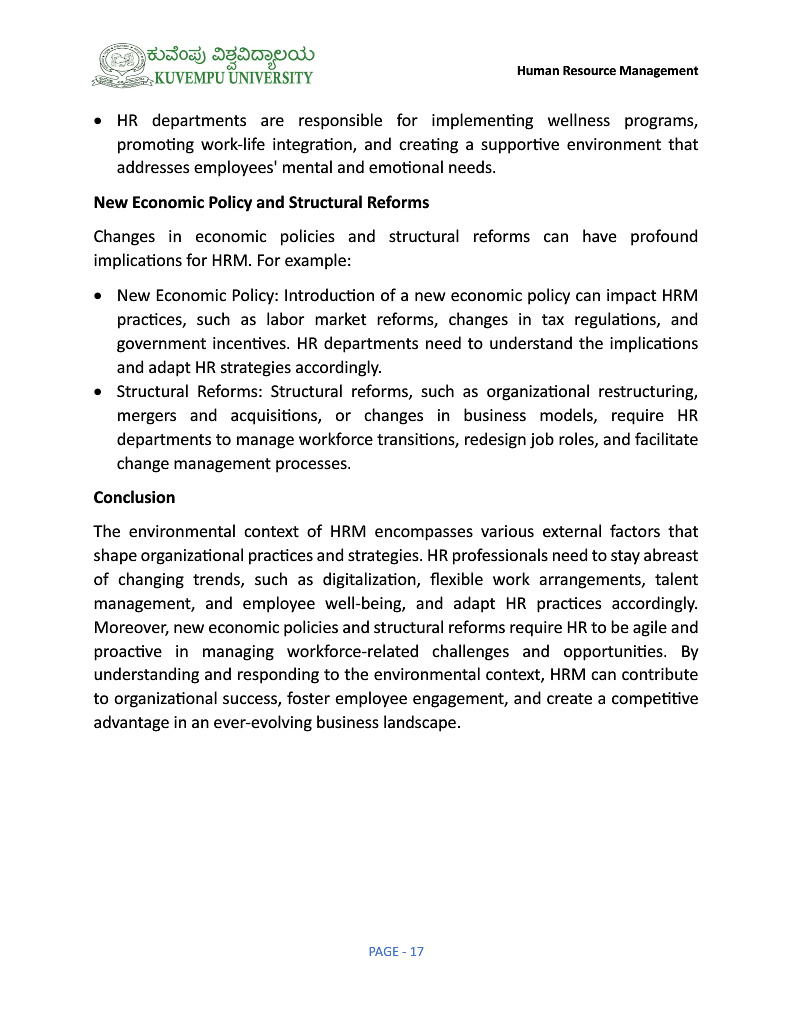 ಕುವೆಂಪು ವಿಶ್ವವಿದ್ಯಾಲಯ
KUVEMPU UNIVERSITY
Human Resource Management
• HR departments are responsible for implementing wellness programs,
promoting work-life integration, and creating a supportive environment that
addresses employees' mental and emotional needs.
New Economic Policy and Structural Reforms
Changes in economic policies and structural reforms can have profound
implications for HRM. For example:
• New Economic Policy: Introduction of a new economic policy can impact HRM
practices, such as labor market reforms, changes in tax regulations, and
government incentives. HR departments need to understand the implications
and adapt HR strategies accordingly.
• Structural Reforms: Structural reforms, such as organizational restructuring,
mergers and acquisitions, or changes in business models, require HR
departments to manage workforce transitions, redesign job roles, and facilitate
change management processes.
Conclusion
The environmental context of HRM encompasses various external factors that
shape organizational practices and strategies. HR professionals need to stay abreast
of changing trends, such as digitalization, flexible work arrangements, talent
management, and employee well-being, and adapt HR practices accordingly.
Moreover, new economic policies and structural reforms require HR to be agile and
proactive in managing workforce-related challenges and opportunities. By
understanding and responding to the environmental context, HRM can contribute
to organizational success, foster employee engagement, and create a competitive
advantage in an ever-evolving business landscape.
PAGE - 17